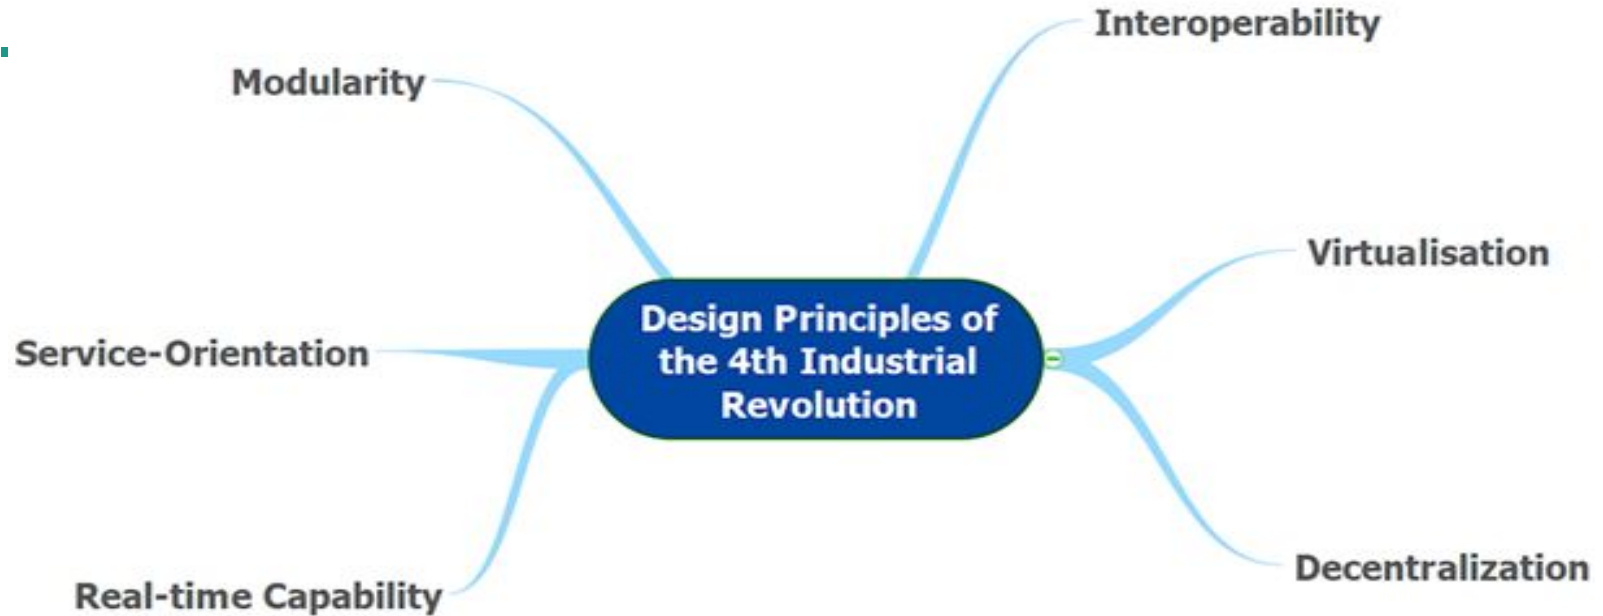 Interoperability
Modularity
Virtualisation
Design Principles of
the 4th Industrial
Revolution
Service-Orientation
Decentralization
Real-time Capability